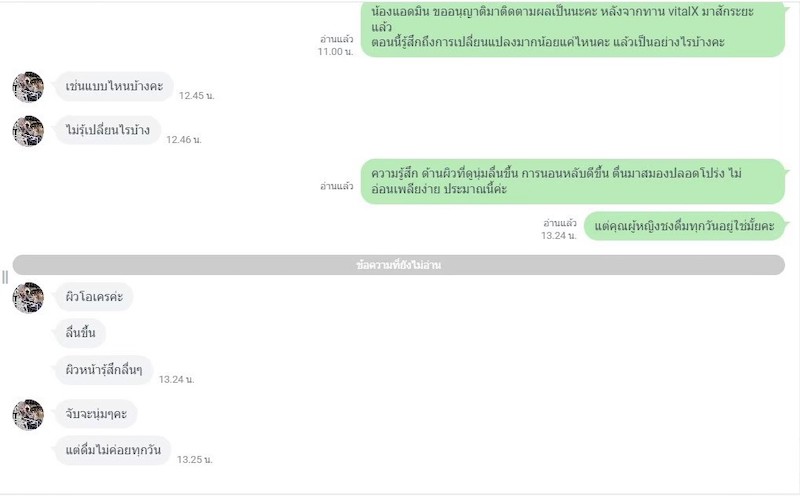 น้องแอดมิน ขออนุญาติมาติดตามผลเป็นนะคะ หลังจากทาน vitalX มาสักระยะ
แล้ว
ตอนนี้รู้สึกถึงการเปลี่ยนแปลงมากน้อยแค่ไหนคะ แล้วเป็นอย่างไรบ้างคะ
อ่านแล้ว
11.00 น.
เช่นแบบไหนบ้างคะ
12.45 น.
ไม่รุ้เปลี่ยนไรบ้าง
12.46 น.
ความรู้สึก ด้านผิวที่ดูนุ่มลื่นขึ้น การนอนหลับดีขึ้น ตื่นมาสมองปลอดโปร่ง ไม่
อ่อนเพลียง่าย ประมาณนี้ค่ะ
อ่านแล้ว
แต่คุณผู้หญิงชงดื่มทุกวันอยู่ใช่มั้ยคะ
อ่านแล้ว
13.24 น.
ข้อความที่ยังไม่อ่าน
ผิวโอเครค่ะ
ลื่นขึ้น
ผิวหน้ารุ้สึกลื่นๆ
13.24 น.
จับจะนุ่มๆคะ
แต่ดื่มไม่ค่อยทุกวัน
13.25 น.